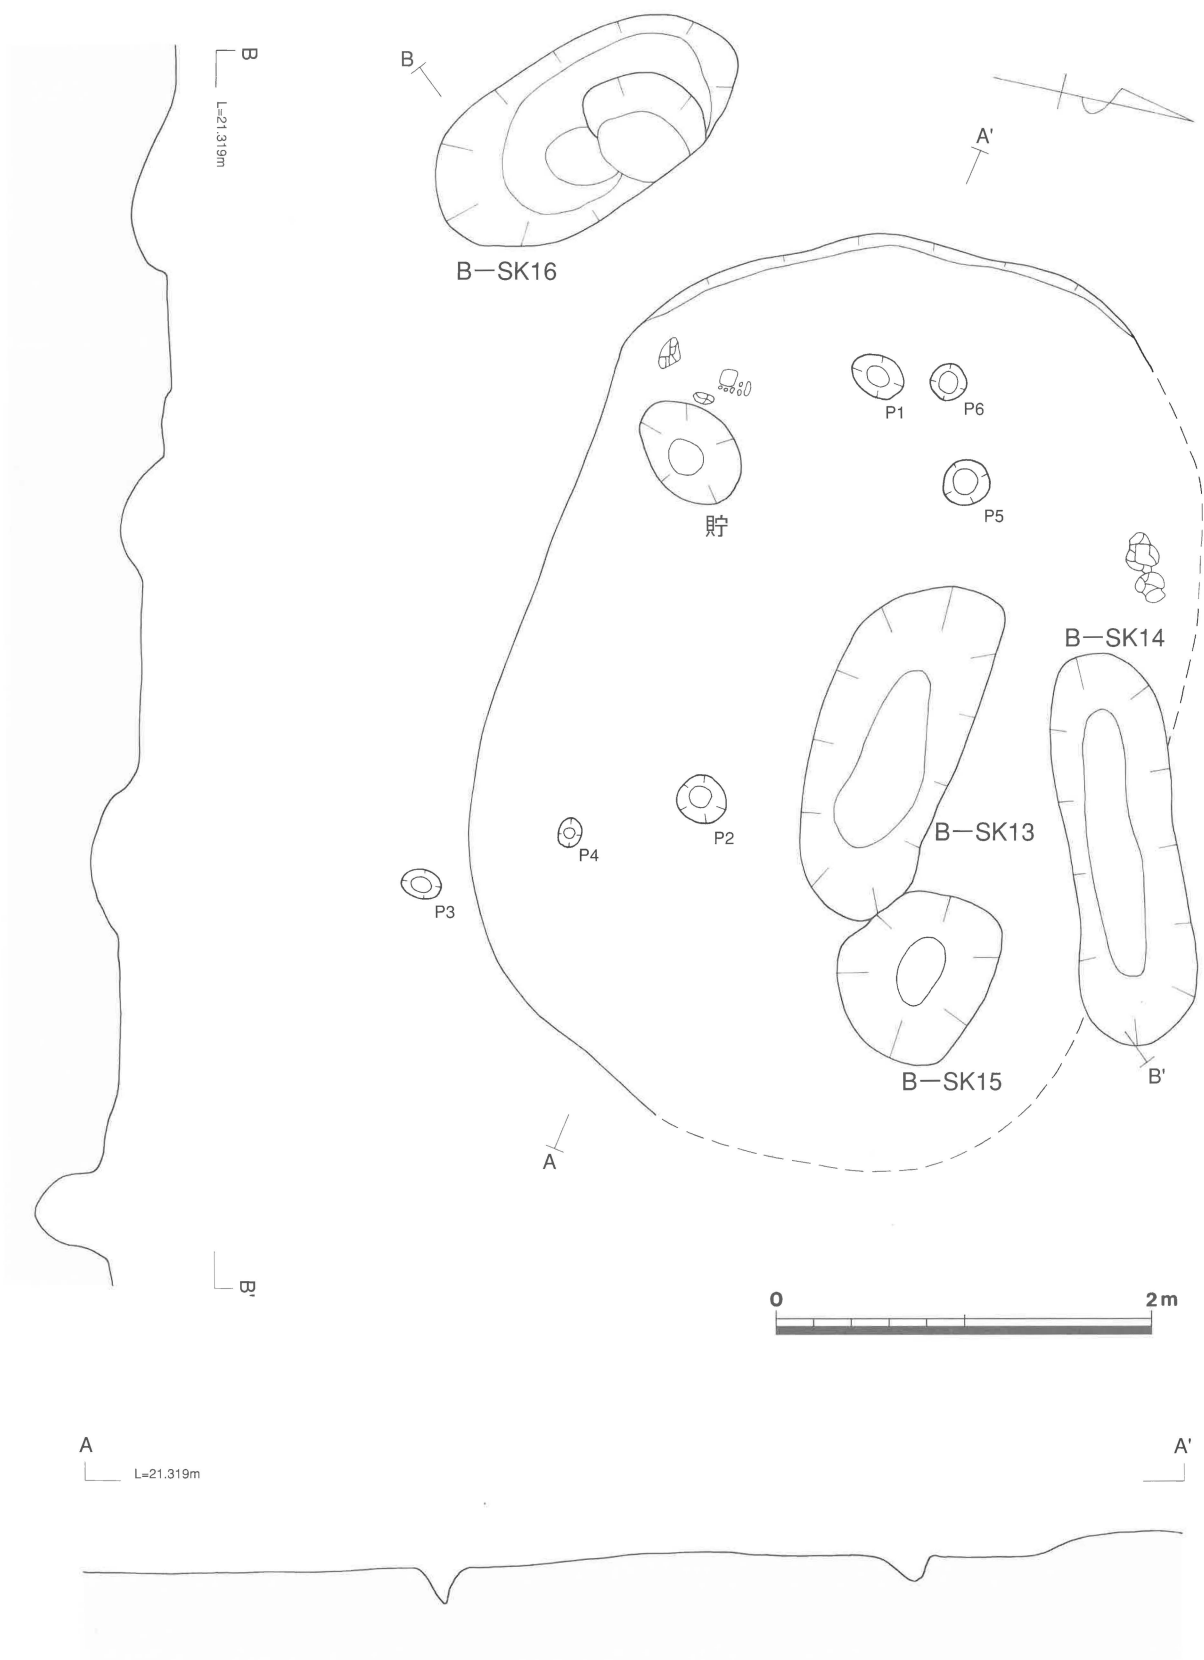 B
L=21.319m
B
A'
B—SK16
P1
P6
貯
P5
B—SK14
P2
B—SK13
P4
P3
B—SK15
B'
A
B'
0
2m
A
A'
L=21.319m